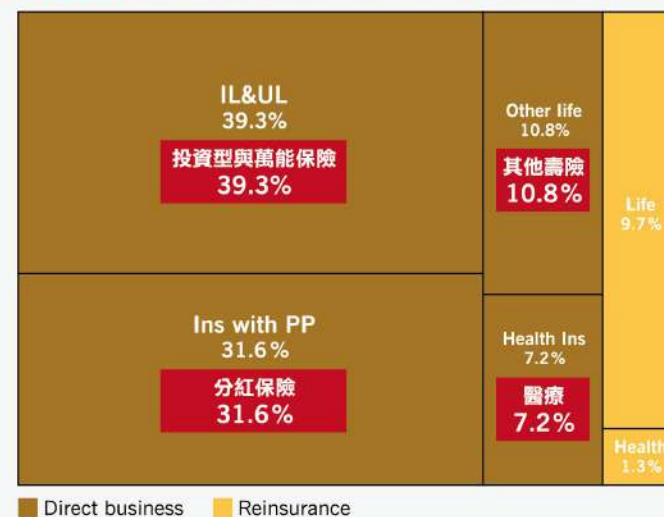 IL&UL
39.3%
投資型與萬能保險
39.3%
Ins with PP
31.6%
分紅保險
31.6%
Other life
10.8%
其他壽險
10.8%
Health Ins
7.2%
醫療
7.2%
Life
9.7%
Health
1.3%
Direct business
Reinsurance